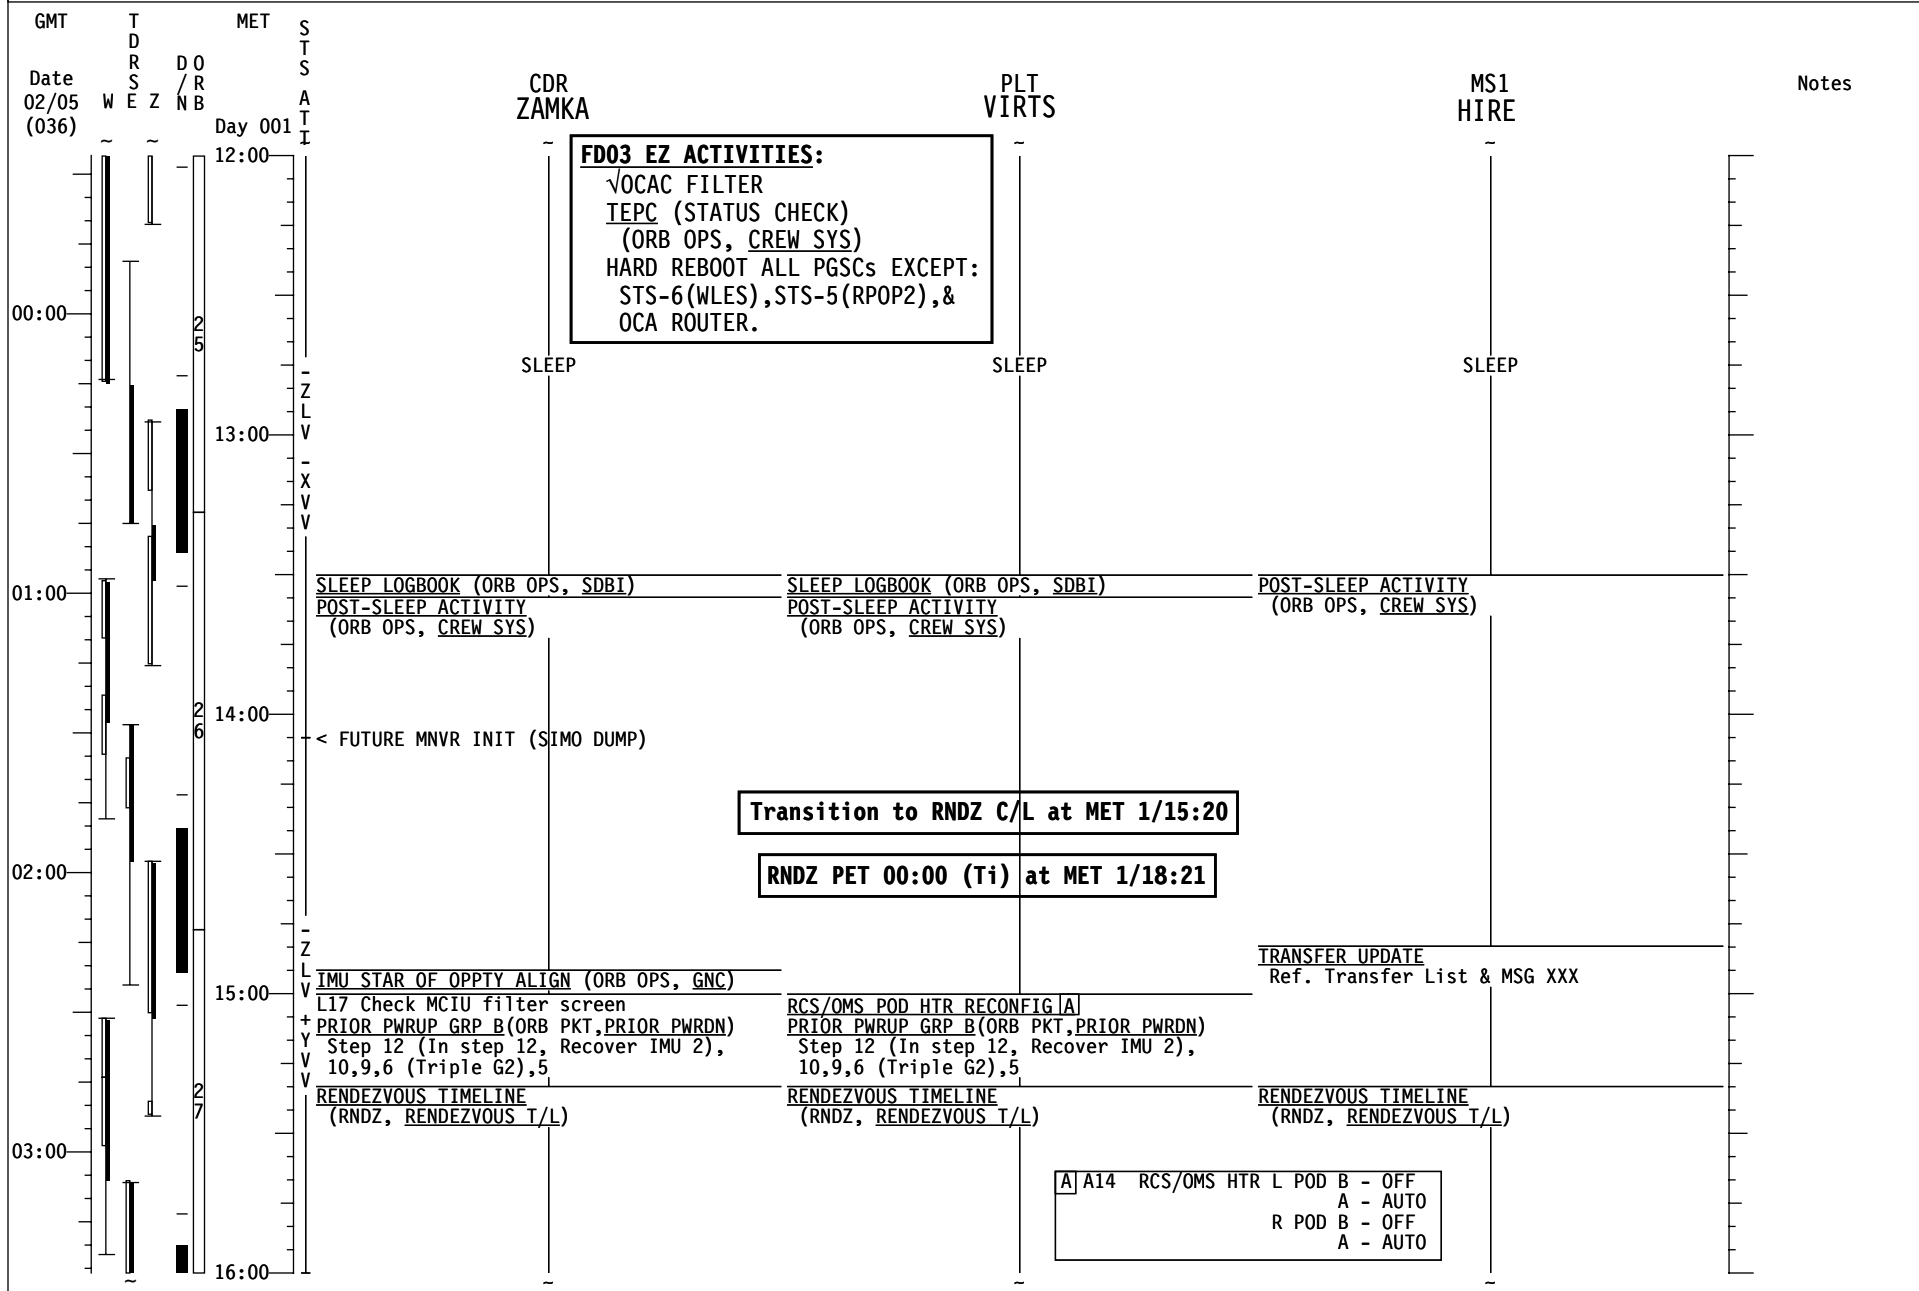 GMT
TDRS
MET
STS ATT
D/N
ORB
Date
02/05
(036)
W E Z
Day 001
CDR
ZAMKA
PLT
VIRTS
MS1
HIRE
Notes
~ ~ ~ ~ ~
12:00
FD03 EZ ACTIVITIES:
√OCAC FILTER
TEPC (STATUS CHECK)
(ORB OPS, CREW SYS)
HARD REBOOT ALL PGSCs EXCEPT:
STS-6(WLES),STS-5(RPOP2),&
OCA ROUTER.
00:00
25
SLEEP SLEEP SLEEP
-ZLV -XVV
13:00
01:00
SLEEP LOGBOOK (ORB OPS, SDBI)
POST-SLEEP ACTIVITY
(ORB OPS, CREW SYS)
SLEEP LOGBOOK (ORB OPS, SDBI)
POST-SLEEP ACTIVITY
(ORB OPS, CREW SYS)
POST-SLEEP ACTIVITY
(ORB OPS, CREW SYS)
26
14:00
< FUTURE MNVR INIT (SIMO DUMP)
Transition to RNDZ C/L at MET 1/15:20
02:00
RNDZ PET 00:00 (Ti) at MET 1/18:21
-ZLV +YVV
TRANSFER UPDATE
Ref. Transfer List & MSG XXX
15:00
IMU STAR OF OPPTY ALIGN (ORB OPS, GNC)
L17 Check MCIU filter screen
PRIOR PWRUP GRP B(ORB PKT,PRIOR PWRDN)
Step 12 (In step 12, Recover IMU 2),
10,9,6 (Triple G2),5
RCS/OMS POD HTR RECONFIG A
PRIOR PWRUP GRP B(ORB PKT,PRIOR PWRDN)
Step 12 (In step 12, Recover IMU 2),
10,9,6 (Triple G2),5
27
RENDEZVOUS TIMELINE
(RNDZ, RENDEZVOUS T/L)
RENDEZVOUS TIMELINE
(RNDZ, RENDEZVOUS T/L)
RENDEZVOUS TIMELINE
(RNDZ, RENDEZVOUS T/L)
03:00
A A14 RCS/OMS HTR L POD B - OFF
A - AUTO
R POD B - OFF
A - AUTO
16:00
~ ~ ~ ~